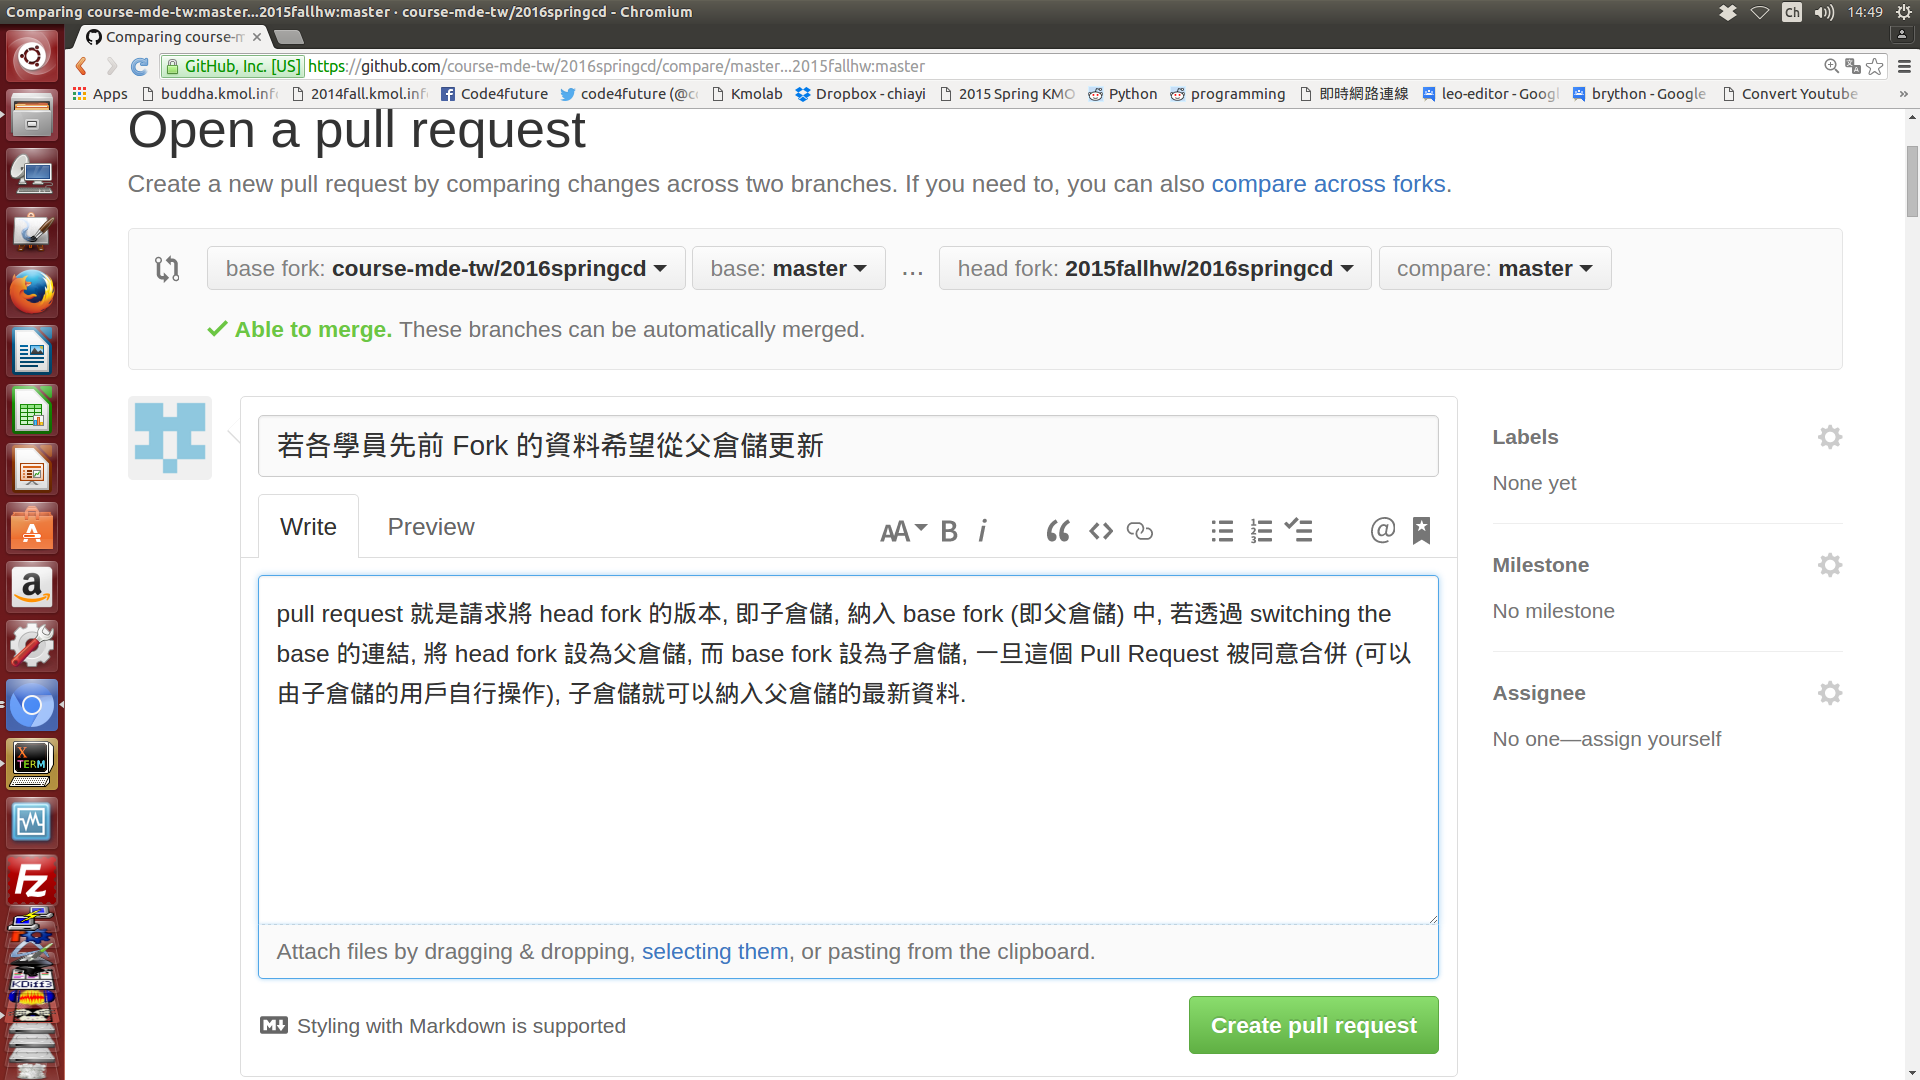 Comparing course-mde-tw:master...2015fallhw:master · course-mde-tw/2016springcd - Chromium
Ch
14:49
Comparing course-m
GitHub, Inc. [US] https://github.com/course-mde-tw/2016springcd/compare/master...2015fallhw:master
Apps buddha.kmol.info 2014fall.kmol.info Code4future code4future (@co Kmolab Dropbox - chiayi 2015 Spring KMO Python programming 即時網路連線 leo-editor - Googl brython - Google Convert Youtube »
Open a pull request
Create a new pull request by comparing changes across two branches. If you need to, you can also compare across forks.
base fork: course-mde-tw/2016springcd base: master ... head fork: 2015fallhw/2016springcd compare: master
Able to merge. These branches can be automatically merged.
若各學員先前 Fork 的資料希望從父倉儲更新
Write Preview AA B i @
pull request 就是請求將 head fork 的版本, 即子倉儲, 納入 base fork (即父倉儲) 中, 若透過 switching the
base 的連結, 將 head fork 設為父倉儲, 而 base fork 設為子倉儲, 一旦這個 Pull Request 被同意合併 (可以
由子倉儲的用戶自行操作), 子倉儲就可以納入父倉儲的最新資料.
Attach files by dragging & dropping, selecting them, or pasting from the clipboard.
Styling with Markdown is supported
Create pull request
Labels
None yet
Milestone
No milestone
Assignee
No one—assign yourself
X
TERM
Fz
KDiff3